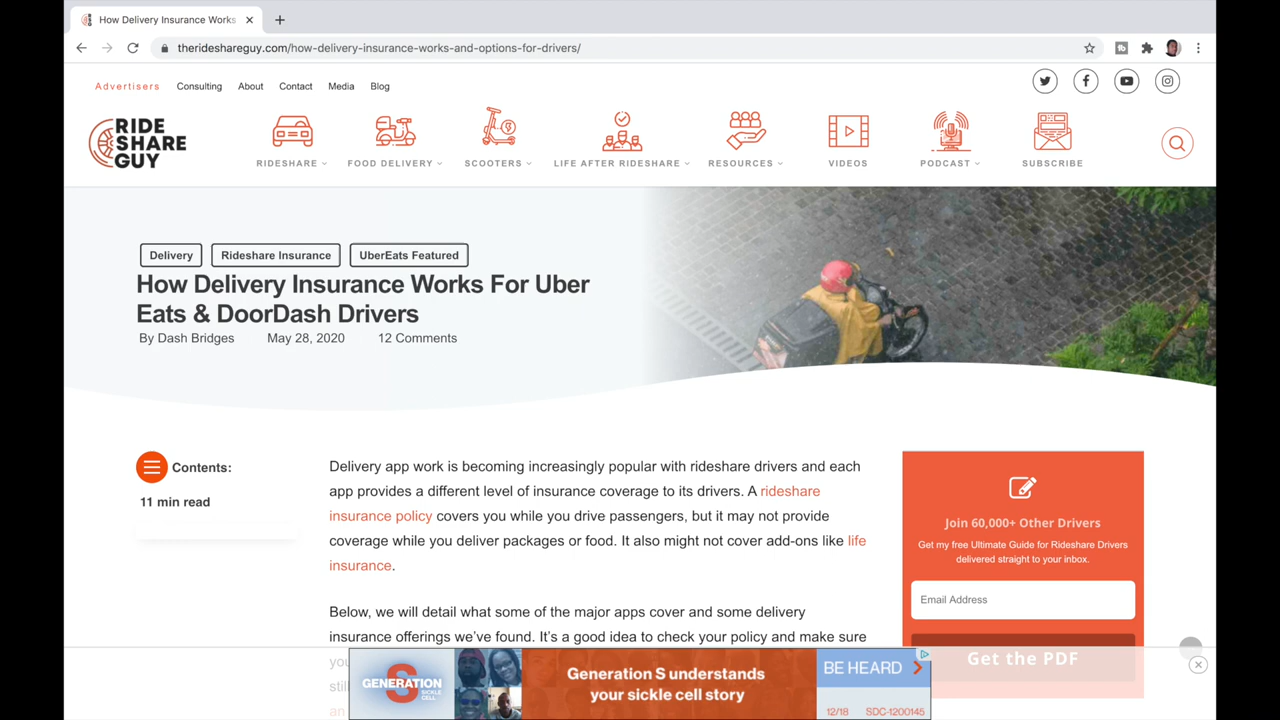 How Delivery Insurance Works
therideshareguy.com/how-delivery-insurance-works-and-options-for-drivers/
Advertisers Consulting About Contact Media Blog
RIDE
SHARE
GUY
RIDESHARE FOOD DELIVERY SCOOTERS LIFE AFTER RIDESHARE RESOURCES VIDEOS PODCAST SUBSCRIBE
Delivery Rideshare Insurance UberEats Featured
How Delivery Insurance Works For Uber
Eats & DoorDash Drivers
By Dash Bridges May 28, 2020 12 Comments
Contents:
11 min read
Delivery app work is becoming increasingly popular with rideshare drivers and each
app provides a different level of insurance coverage to its drivers. A rideshare
insurance policy covers you while you drive passengers, but it may not provide
coverage while you deliver packages or food. It also might not cover add-ons like life
insurance.
Below, we will detail what some of the major apps cover and some delivery
insurance offerings we've found. It's a good idea to check your policy and make sure
you
still
an
Join 60,000+ Other Drivers
Get my free Ultimate Guide for Rideshare Drivers
delivered straight to your inbox.
Email Address
Get the PDF
GENERATION
S
SICKLE
CELL
Generation S understands
your sickle cell story
BE HEARD
12/18 SDC-1200145